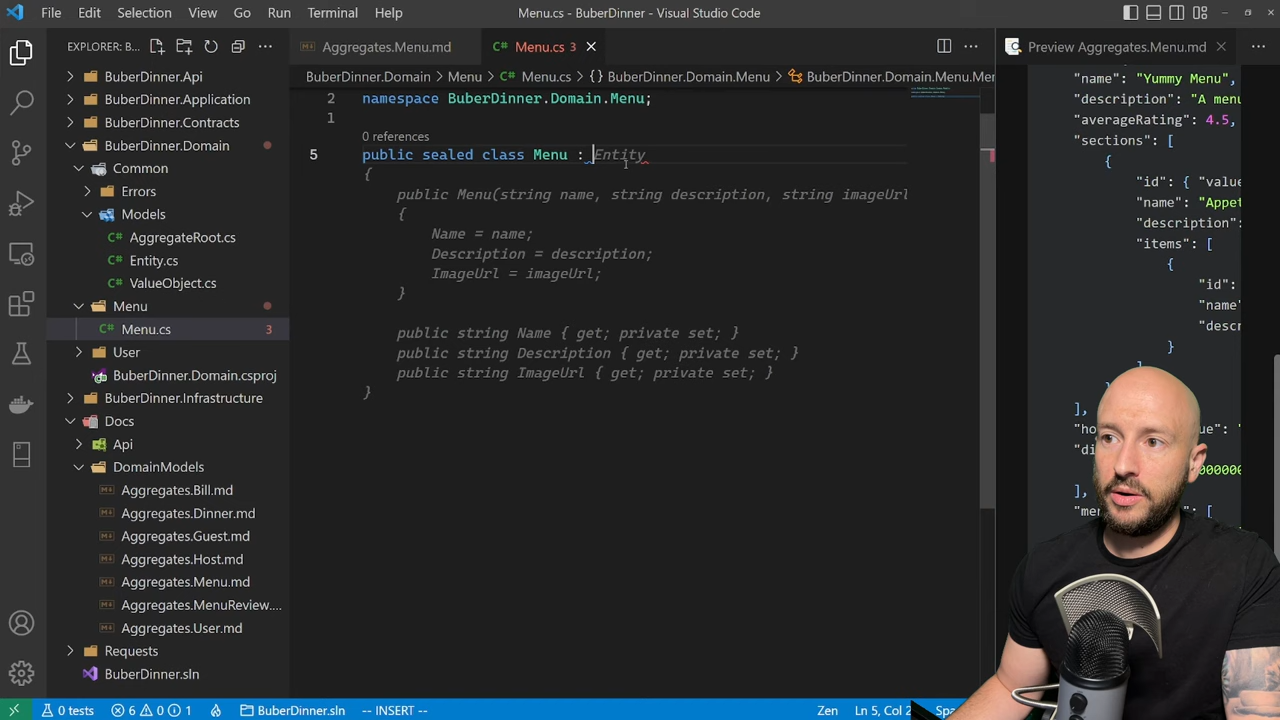 File Edit Selection View Go Run Terminal Help
Menu.cs - BuberDinner - Visual Studio Code
EXPLORER: B...
BuberDinner.Api
BuberDinner.Application
BuberDinner.Contracts
BuberDinner.Domain
Common
Errors
Models
C# AggregateRoot.cs
C# Entity.cs
C# ValueObject.cs
Menu
C# Menu.cs 3
User
BuberDinner.Domain.csproj
BuberDinner.Infrastructure
Docs
Api
DomainModels
Aggregates.Bill.md
Aggregates.Dinner.md
Aggregates.Guest.md
Aggregates.Host.md
Aggregates.Menu.md
Aggregates.MenuReview....
Aggregates.User.md
Requests
BuberDinner.sln
Aggregates.Menu.md
C# Menu.cs 3
BuberDinner.Domain > Menu > C# Menu.cs > {} BuberDinner.Domain.Menu > BuberDinner.Domain.Menu.Mer
2 namespace BuberDinner.Domain.Menu;
1
0 references
5 public sealed class Menu : Entity
{
public Menu(string name, string description, string imageUrl
{
Name = name;
Description = description;
ImageUrl = imageUrl;
}
public string Name { get; private set; }
public string Description { get; private set; }
public string ImageUrl { get; private set; }
}
Preview Aggregates.Menu.md
"name": "Yummy Menu",
"description": "A menu
"averageRating": 4.5,
"sections": [
{
"id": { "value
"name": "Appet
"description":
"items": [
{
"id":
"name"
"descr
}
]
],
"ho
"di
000000
],
"mer
[
0 tests
6 0 1
BuberDinner.sln
-- INSERT --
Zen
Ln 5, Col 2
Spa